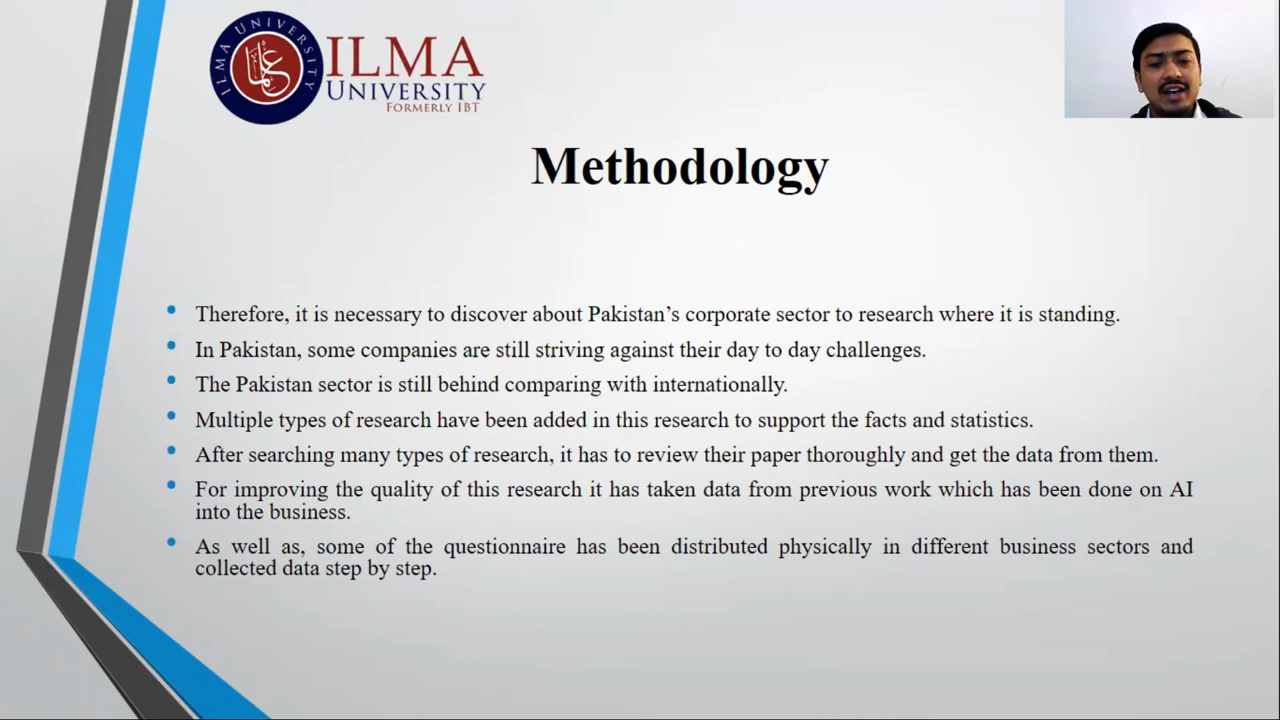 ILMA UNIVERSITY
علما
ILMA
UNIVERSITY
FORMERLY IBT
Methodology
• Therefore, it is necessary to discover about Pakistan's corporate sector to research where it is standing.
• In Pakistan, some companies are still striving against their day to day challenges.
• The Pakistan sector is still behind comparing with internationally.
• Multiple types of research have been added in this research to support the facts and statistics.
• After searching many types of research, it has to review their paper thoroughly and get the data from them.
• For improving the quality of this research it has taken data from previous work which has been done on AI
into the business.
• As well as, some of the questionnaire has been distributed physically in different business sectors and
collected data step by step.